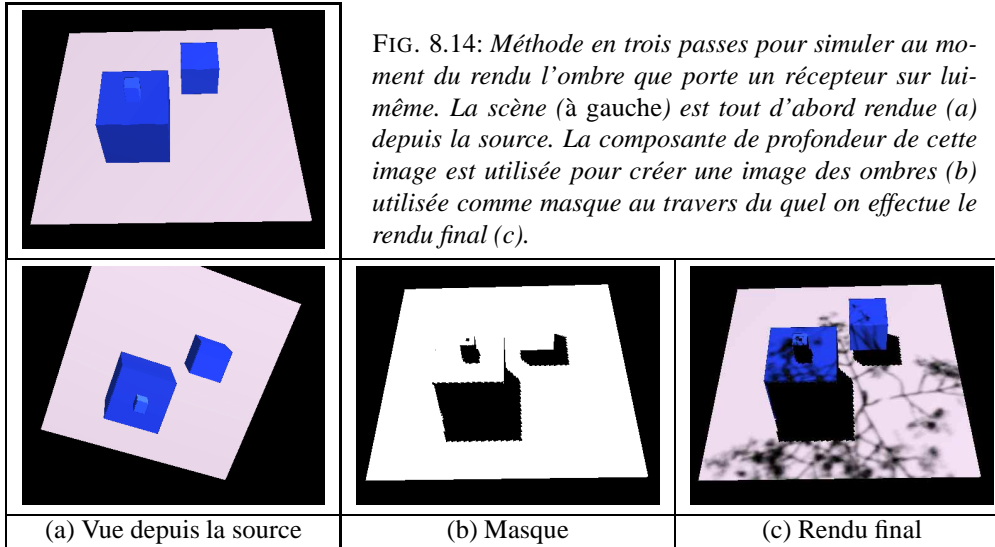 FIG. 8.14: Méthode en trois passes pour simuler au mo-
ment du rendu l'ombre que porte un récepteur sur lui-
même. La scène (à gauche) est tout d'abord rendue (a)
depuis la source. La composante de profondeur de cette
image est utilisée pour créer une image des ombres (b)
utilisée comme masque au travers du quel on effectue le
rendu final (c).
(a) Vue depuis la source
(b) Masque
(c) Rendu final